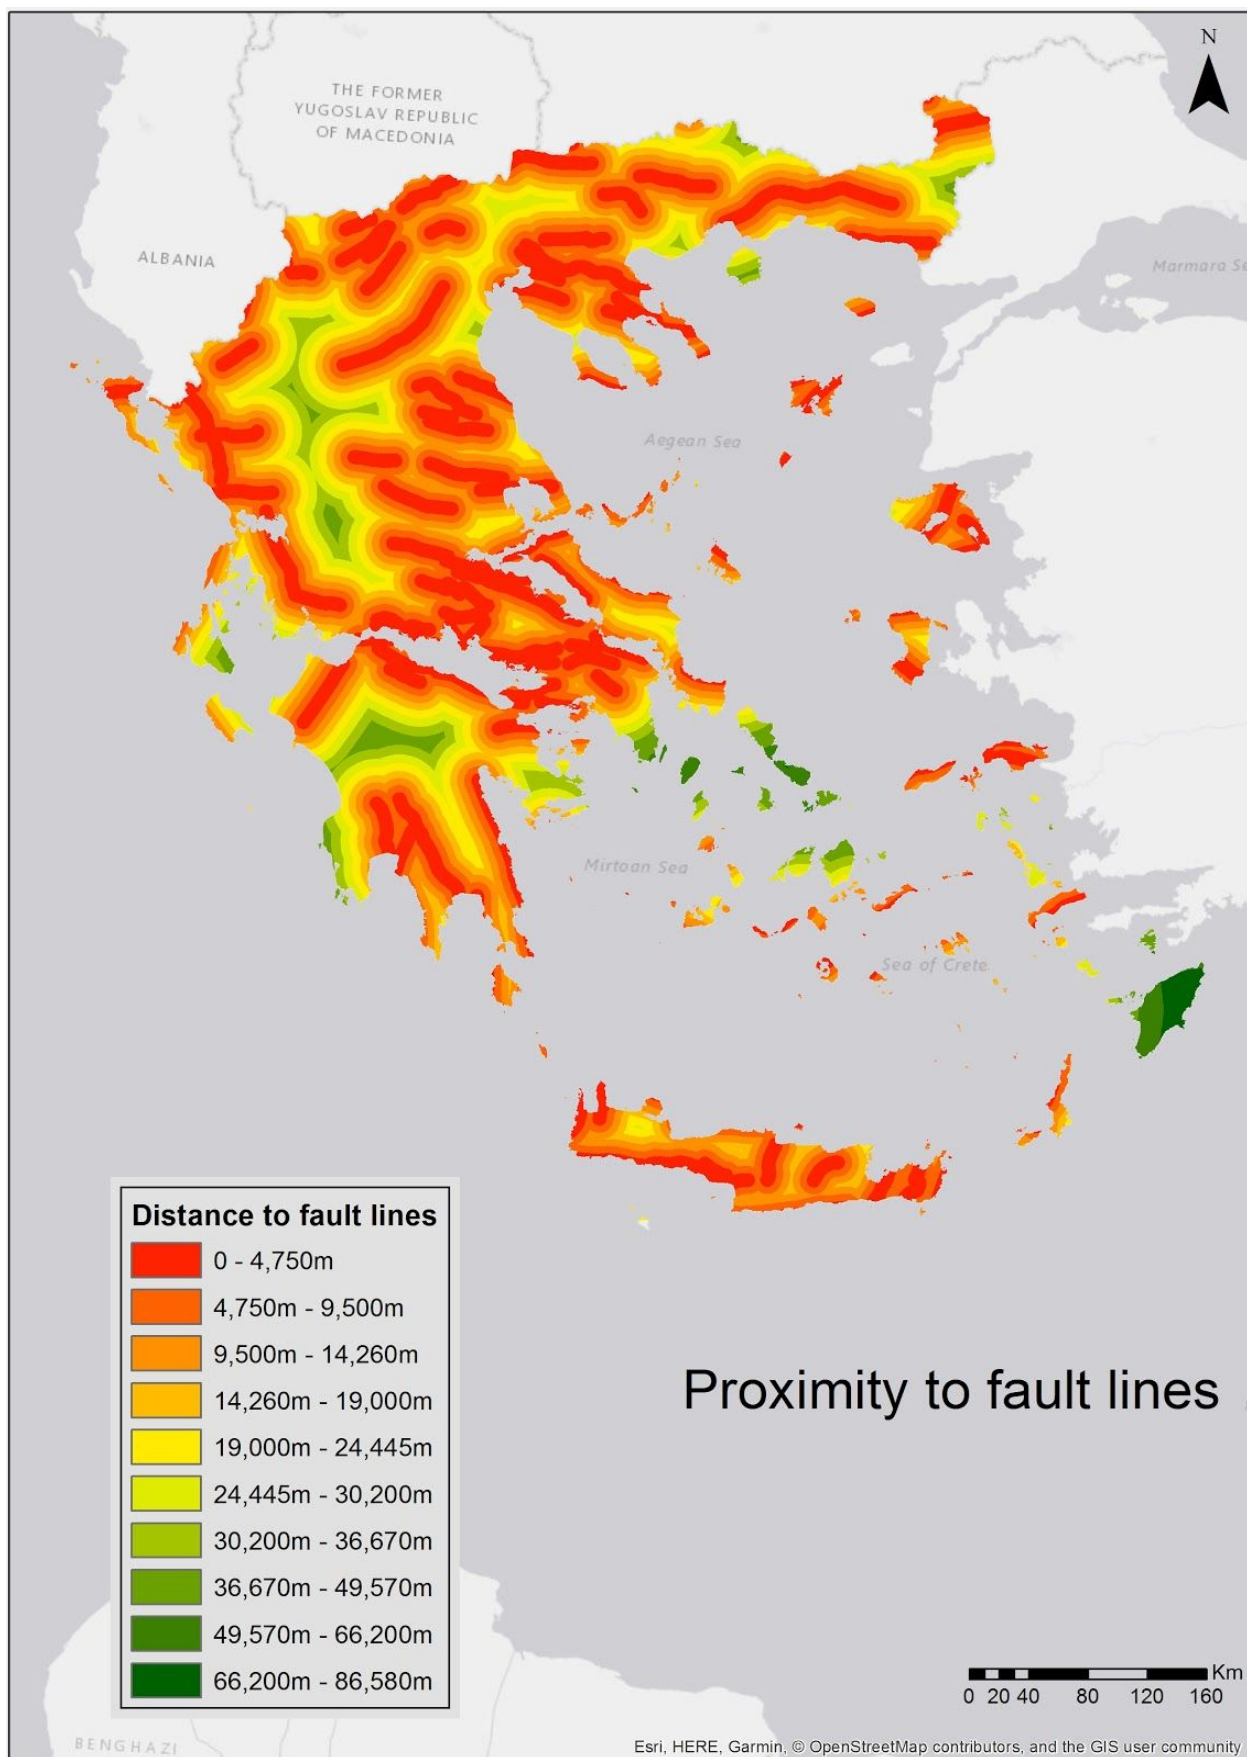 N
THE FORMER
YUGOSLAV REPUBLIC
OF MACEDONIA
ALBANIA
Marmara Se
Aegean Sea
Mirtoan Sea
Sea of Crete
Distance to fault lines
0 - 4,750m
4,750m - 9,500m
9,500m - 14,260m
14,260m - 19,000m
19,000m - 24,445m
24,445m - 30,200m
30,200m - 36,670m
36,670m - 49,570m
49,570m - 66,200m
66,200m - 86,580m
Proximity to fault lines
Km
0 20 40 80 120 160
BENGHAZI
Esri, HERE, Garmin, © OpenStreetMap contributors, and the GIS user community